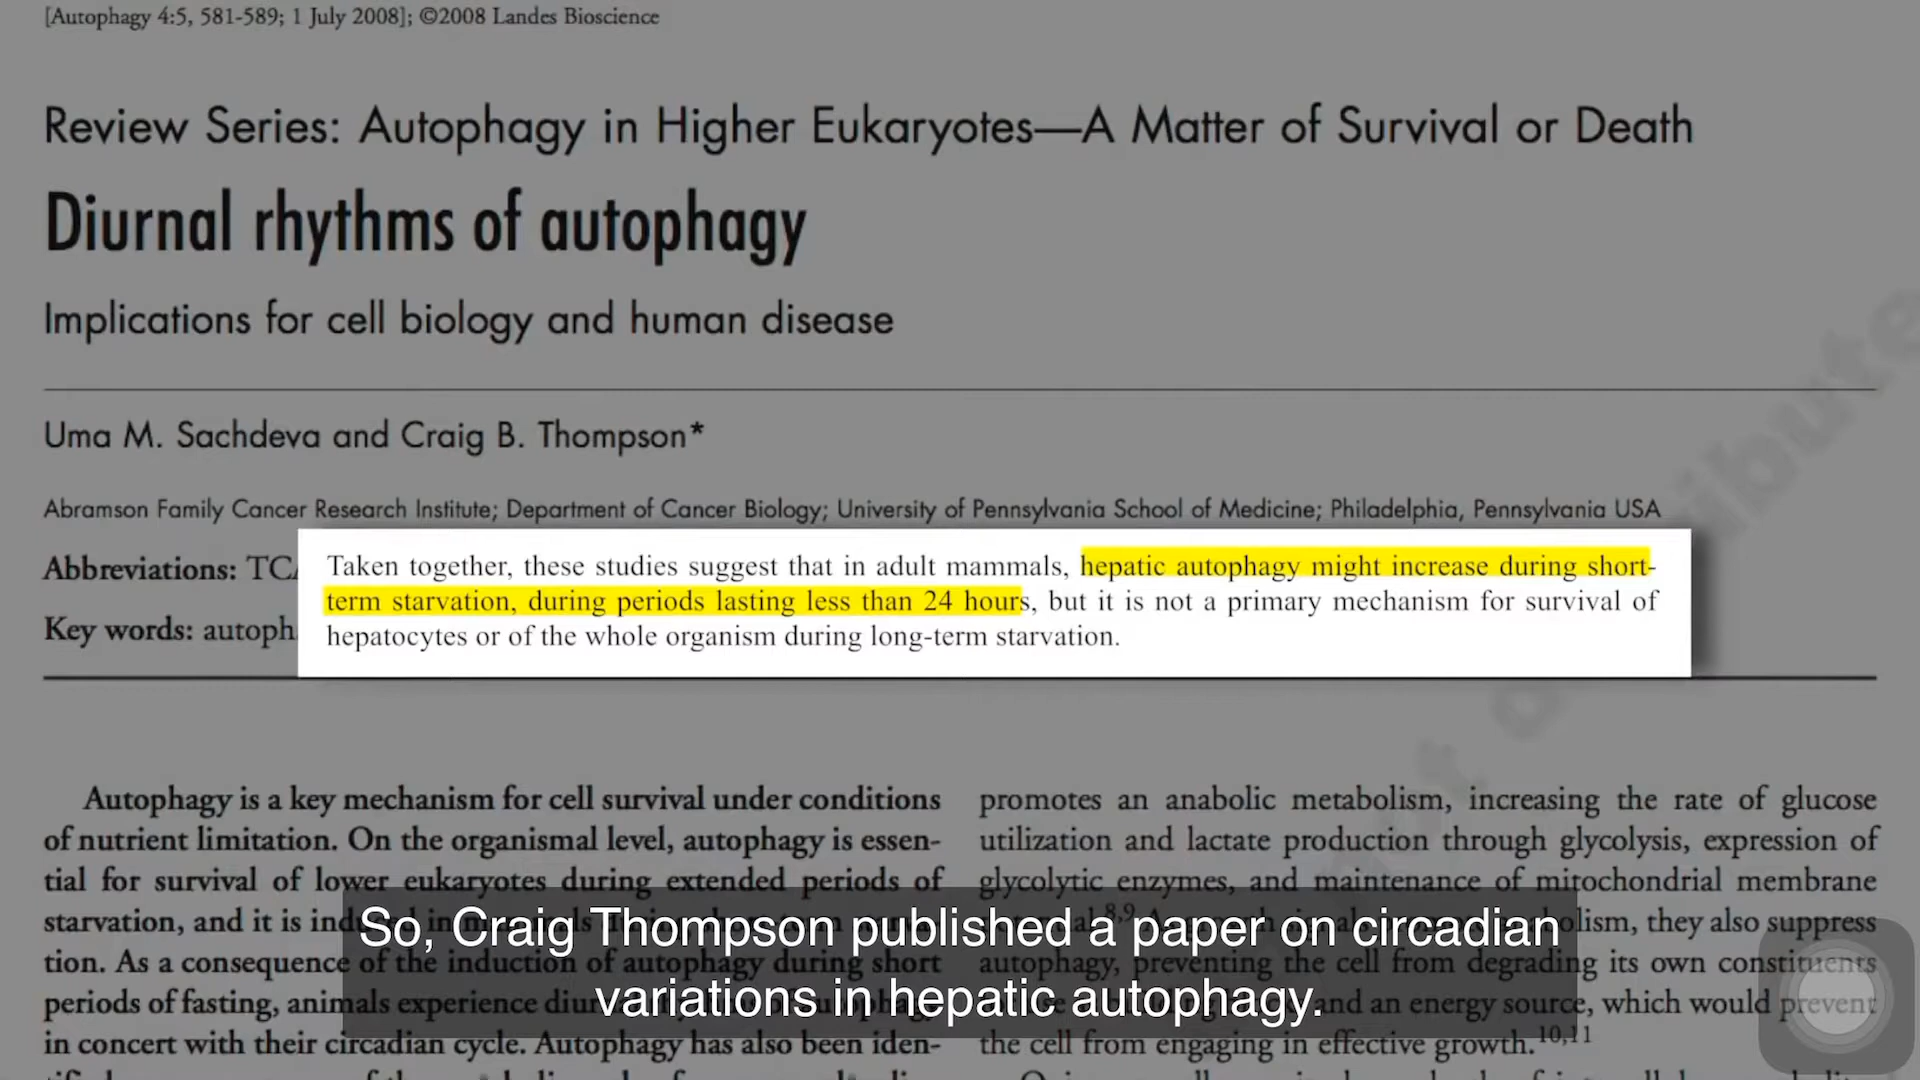 [Autophagy 4:5, 581-589; 1 July 2008]; ©2008 Landes Bioscience
Review Series: Autophagy in Higher Eukaryotes—A Matter of Survival or Death
Diurnal rhythms of autophagy
Implications for cell biology and human disease
Uma M. Sachdeva and Craig B. Thompson*
Abramson Family Cancer Research Institute; Department of Cancer Biology; University of Pennsylvania School of Medicine; Philadelphia, Pennsylvania USA
Abbreviations: TCA
Key words: autoph
Taken together, these studies suggest that in adult mammals, hepatic autophagy might increase during short-
term starvation, during periods lasting less than 24 hours, but it is not a primary mechanism for survival of
hepatocytes or of the whole organism during long-term starvation.
Autophagy is a key mechanism for cell survival under conditions
of nutrient limitation. On the organismal level, autophagy is essen-
tial for survival of lower eukaryotes during extended periods of
starvation, and it is
tion. As a consequence of the induction of autophagy during short
periods of fasting, animals experience
in concert with their circadian cycle. Autophagy has also been iden-
promotes an anabolic metabolism, increasing the rate of glucose
utilization and lactate production through glycolysis, expression of
glycolytic enzymes, and maintenance of mitochondrial membrane
8,9 they also suppress
autophagy, preventing the cell from degrading its own constituents
and an energy source, which would prevent
the cell from engaging in effective growth.10,11
So, Craig Thompson published a paper on circadian
variations in hepatic autophagy.
not